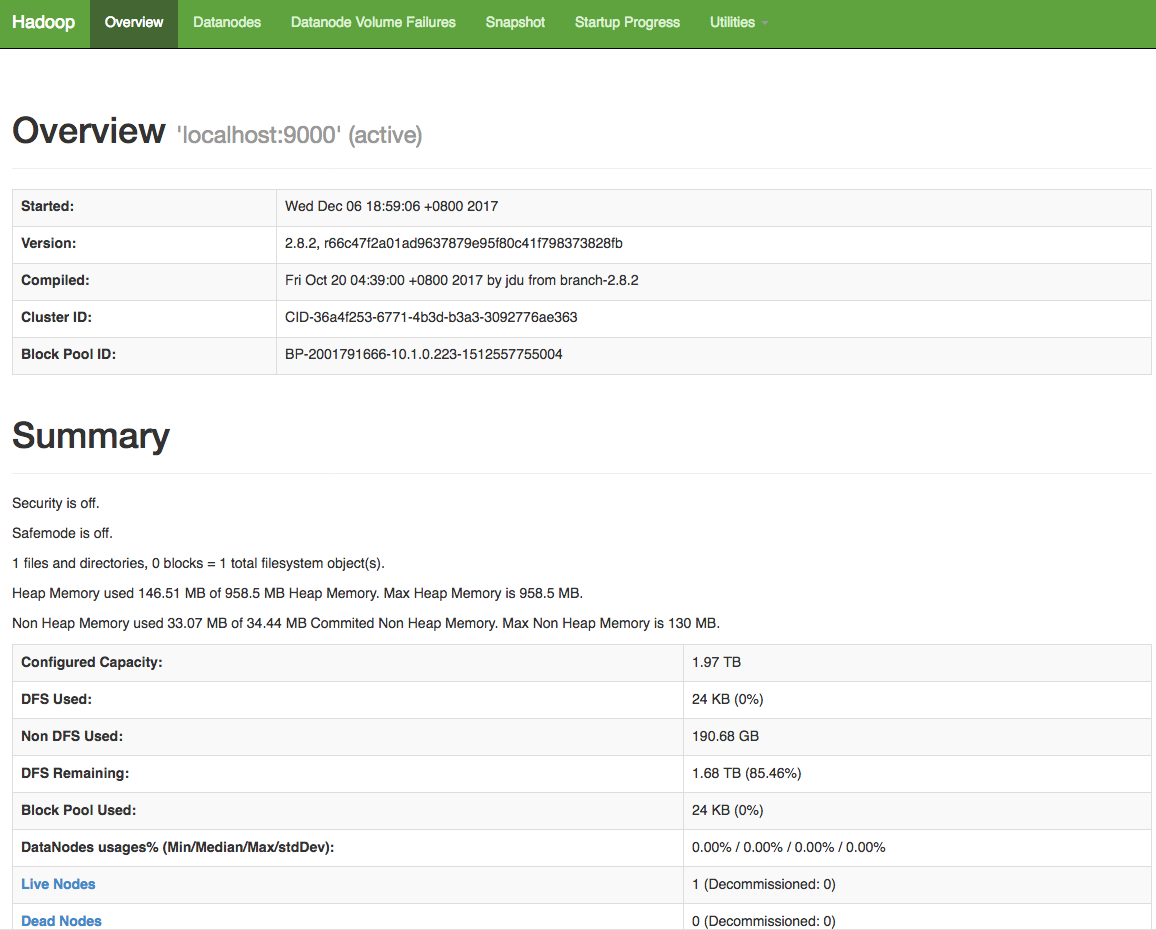 Hadoop Overview Datanodes Datanode Volume Failures Snapshot Startup Progress Utilities
Overview 'localhost:9000' (active)
Started: Wed Dec 06 18:59:06 +0800 2017
Version: 2.8.2, r66c47f2a01ad9637879e95f80c41f798373828fb
Compiled: Fri Oct 20 04:39:00 +0800 2017 by jdu from branch-2.8.2
Cluster ID: CID-36a4f253-6771-4b3d-b3a3-3092776ae363
Block Pool ID: BP-2001791666-10.1.0.223-1512557755004
Summary
Security is off.
Safemode is off.
1 files and directories, 0 blocks = 1 total filesystem object(s).
Heap Memory used 146.51 MB of 958.5 MB Heap Memory. Max Heap Memory is 958.5 MB.
Non Heap Memory used 33.07 MB of 34.44 MB Commited Non Heap Memory. Max Non Heap Memory is 130 MB.
Configured Capacity: 1.97 TB
DFS Used: 24 KB (0%)
Non DFS Used: 190.68 GB
DFS Remaining: 1.68 TB (85.46%)
Block Pool Used: 24 KB (0%)
DataNodes usages% (Min/Median/Max/stdDev): 0.00% / 0.00% / 0.00% / 0.00%
Live Nodes 1 (Decommissioned: 0)
Dead Nodes 0 (Decommissioned: 0)